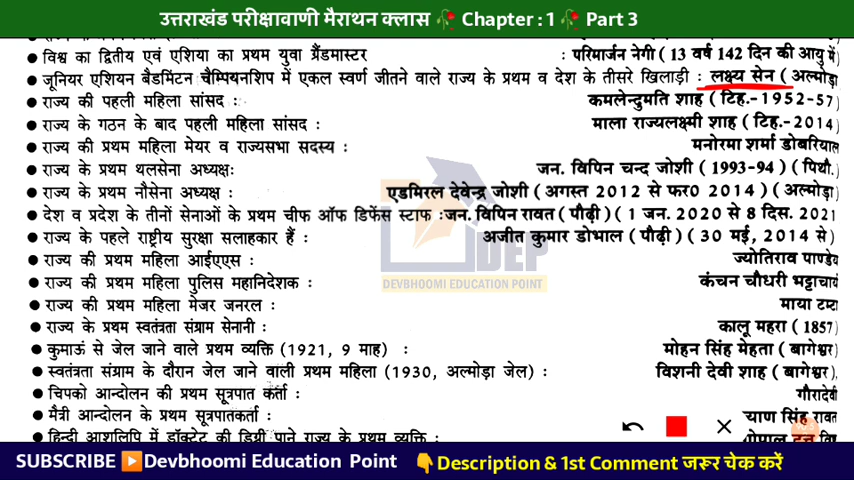 उत्तराखंड परीक्षावाणी मैराथन क्लास 🥀 Chapter : 1🥀 Part 3
● विश्व का द्वितीय एवं एशिया का प्रथम युवा ग्रैंडमास्टर : परिमार्जन नेगी ( 13 वर्ष 142 दिन की आयु में
● जूनियर एशियन बैडमिंटन चैम्पियनशिप में एकल स्वर्ण जीतने वाले राज्य के प्रथम व देश के तीसरे खिलाड़ी : लक्ष्य सेन ( अल्मोड़ा
● राज्य की पहली महिला सांसद : कमलेन्दुमति शाह ( टिह.-1952-57)
● राज्य के गठन के बाद पहली महिला सांसद : माला राज्यलक्ष्मी शाह ( टिह.-2014)
● राज्य की प्रथम महिला मेयर व राज्यसभा सदस्य : मनोरमा शर्मा डोबरियाल
● राज्य के प्रथम थलसेना अध्यक्षः जन. विपिन चन्द जोशी ( 1993-94) ( पिथौ.)
● राज्य के प्रथम नौसेना अध्यक्ष : एडमिरल देवेन्द्र जोशी ( अगस्त 2012 से फर0 2014 ) ( अल्मोड़ा)
● देश व प्रदेश के तीनों सेनाओं के प्रथम चीफ ऑफ डिफेंस स्टाफ :जन. विपिन रावत ( पौढ़ी ) ( 1 जन. 2020 से 8 दिस. 2021
● राज्य के पहले राष्ट्रीय सुरक्षा सलाहकार हैं : अजीत कुमार डोभाल ( पौढ़ी ) ( 30 मई, 2014 से )
● राज्य की प्रथम महिला आईएएस : ज्योतिराव पाण्डेय
DEP
● राज्य की प्रथम महिला पुलिस महानिदेशक : कंचन चौधरी भट्टाचार्य
DEVBHOOMI EDUCATION POINT
● राज्य की प्रथम महिला मेजर जनरल : माया टम्टा
● राज्य के प्रथम स्वतंत्रता संग्राम सेनानी : कालू महरा ( 1857)
● कुमाऊं से जेल जाने वाले प्रथम व्यक्ति (1921, 9 माह) : मोहन सिंह मेहता ( बागेश्वर)
● स्वतंत्रता संग्राम के दौरान जेल जाने वाली प्रथम महिला (1930, अल्मोड़ा जेल) : विशनी देवी शाह ( बागेश्वर),
● चिपको आन्दोलन की प्रथम सूत्रपात कर्ता : गौरादेवी
● मैत्री आन्दोलन के प्रथम सूत्रपातकर्ता : सिंह रावत
● हिन्दी आशुलिपि में डॉक्टेट की डिग्री पाने राज्य के प्रथम व्यक्ति :
SUBSCRIBE ▶️Devbhoomi Education Point 👇Description & 1st Comment जरूर चेक करें